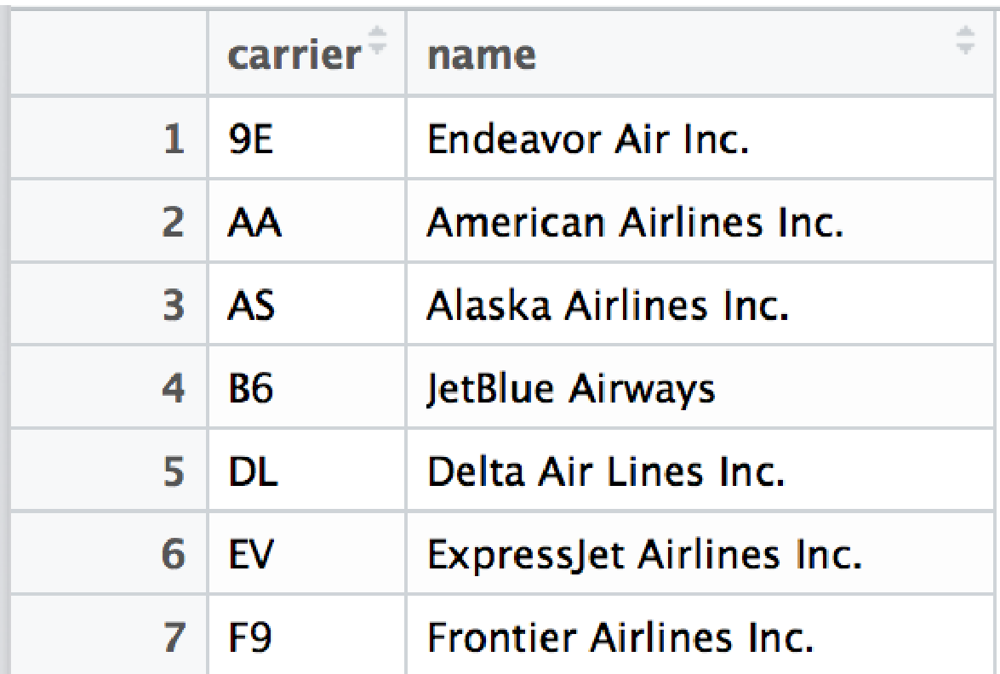 carrier name
1 9E Endeavor Air Inc.
2 AA American Airlines Inc.
3 AS Alaska Airlines Inc.
4 B6 JetBlue Airways
5 DL Delta Air Lines Inc.
6 EV ExpressJet Airlines Inc.
7 F9 Frontier Airlines Inc.